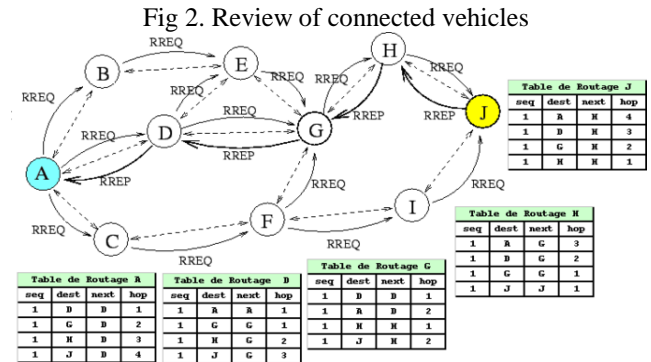 Fig 2. Review of connected vehicles
RREQ
RREQ
RREQ
RREQ
RREQ
RREQ
RREQ
RREQ
RREQ
RREQ
RREQ
RREQ
RREQ
RREP
RREP
RREP
RREP
A
B
C
D
E
F
G
H
I
J
Table de Routage J
seq dest next hop
1 A H 4
1 D H 3
1 G H 2
1 H H 1
Table de Routage H
seq dest next hop
1 A G 3
1 D G 2
1 G G 1
1 J J 1
Table de Routage A
seq dest next hop
1 D D 1
1 G D 2
1 H D 3
1 J D 4
Table de Routage D
seq dest next hop
1 A A 1
1 G G 1
1 H G 2
1 J G 3
Table de Routage G
seq dest next hop
1 D D 1
1 A D 2
1 H H 1
1 J H 2